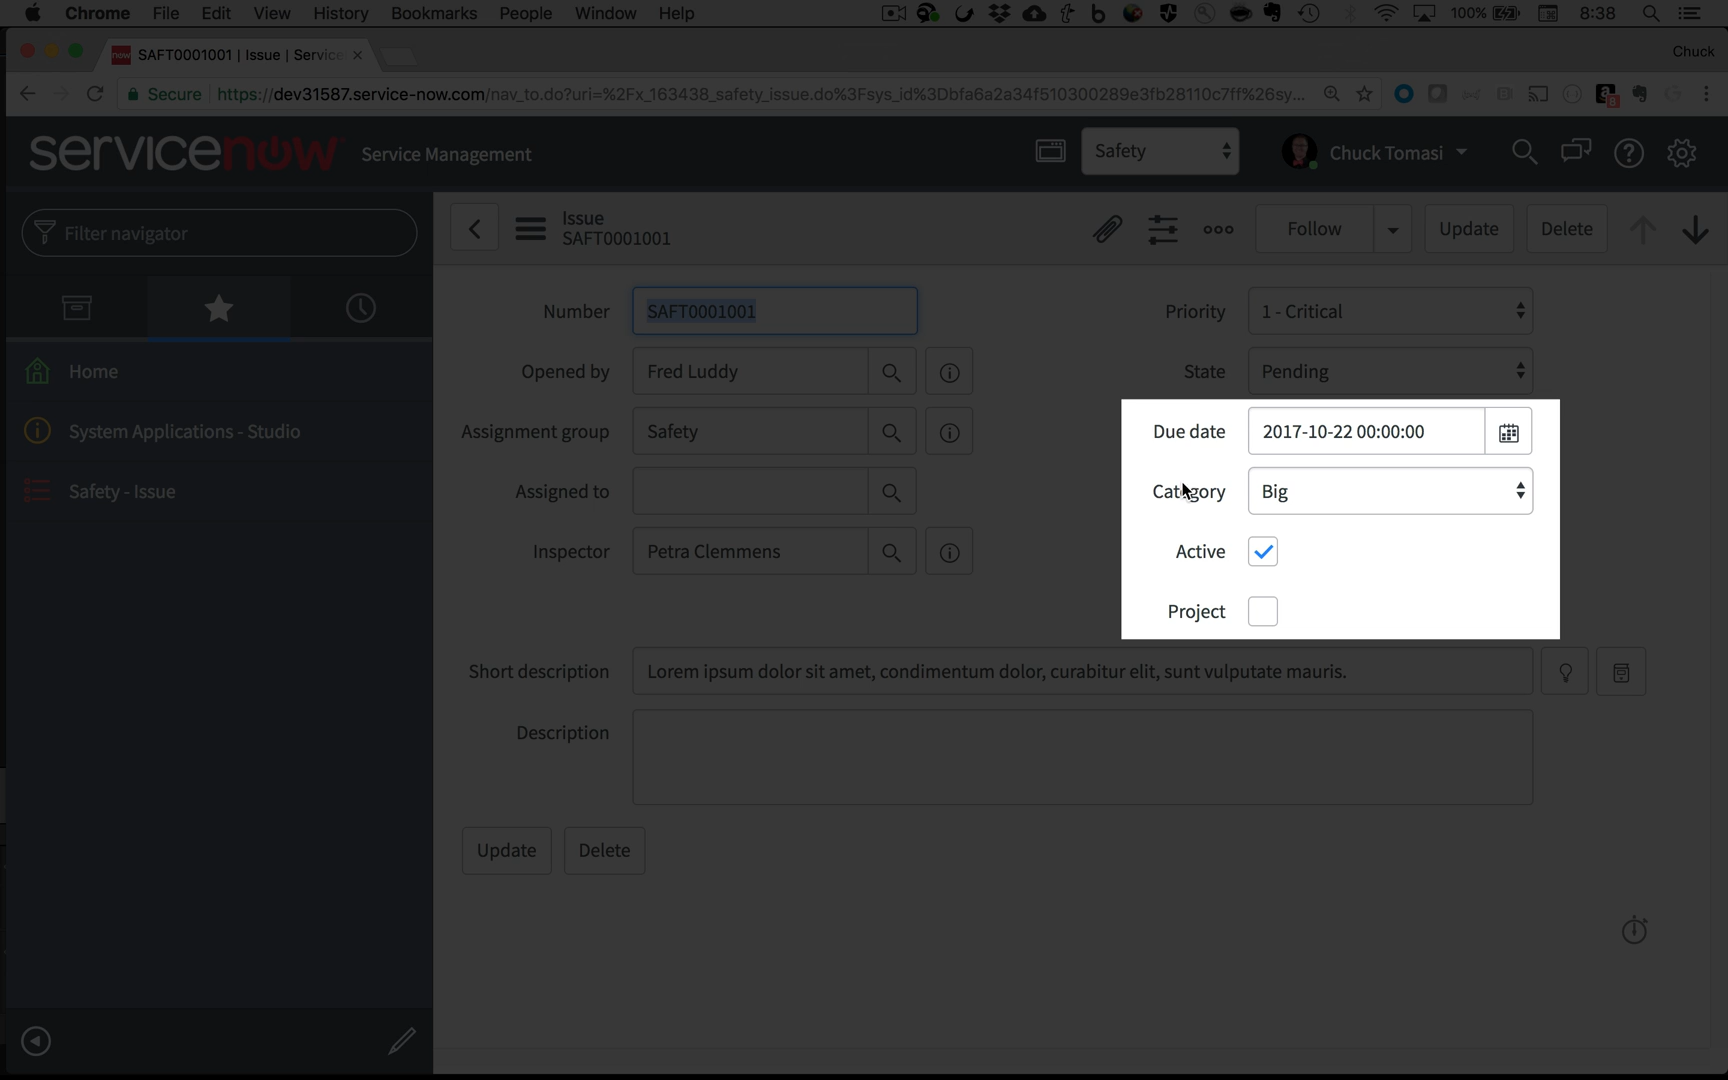 Chrome File Edit View History Bookmarks People Window Help 100% 8:38
SAFT0001001 | Issue | Service
Chuck
Secure https://dev31587.service-now.com/nav_to.do?uri=%2Fx_163438_safety_issue.do%3Fsys_id%3Dbfa6a2a34f510300289e3fb28110c7ff%26sy...
servicenow Service Management Safety Chuck Tomasi
Filter navigator
Issue
SAFT0001001
Follow Update Delete
Home
System Applications - Studio
Safety - Issue
Number SAFT0001001 Priority 1 - Critical
Opened by Fred Luddy State Pending
Assignment group Safety Due date 2017-10-22 00:00:00
Assigned to Category Big
Inspector Petra Clemmens Active
Project
Short description Lorem ipsum dolor sit amet, condimentum dolor, curabitur elit, sunt vulputate mauris.
Description
Update Delete